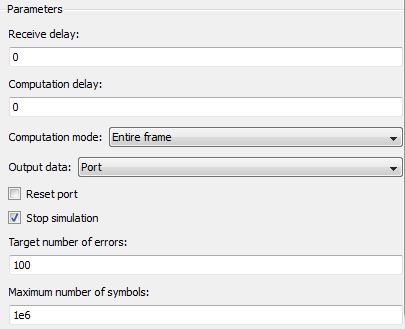 Parameters
Receive delay:
0
Computation delay:
0
Computation mode: Entire frame
Output data: Port
Reset port
Stop simulation
Target number of errors:
100
Maximum number of symbols:
1e6